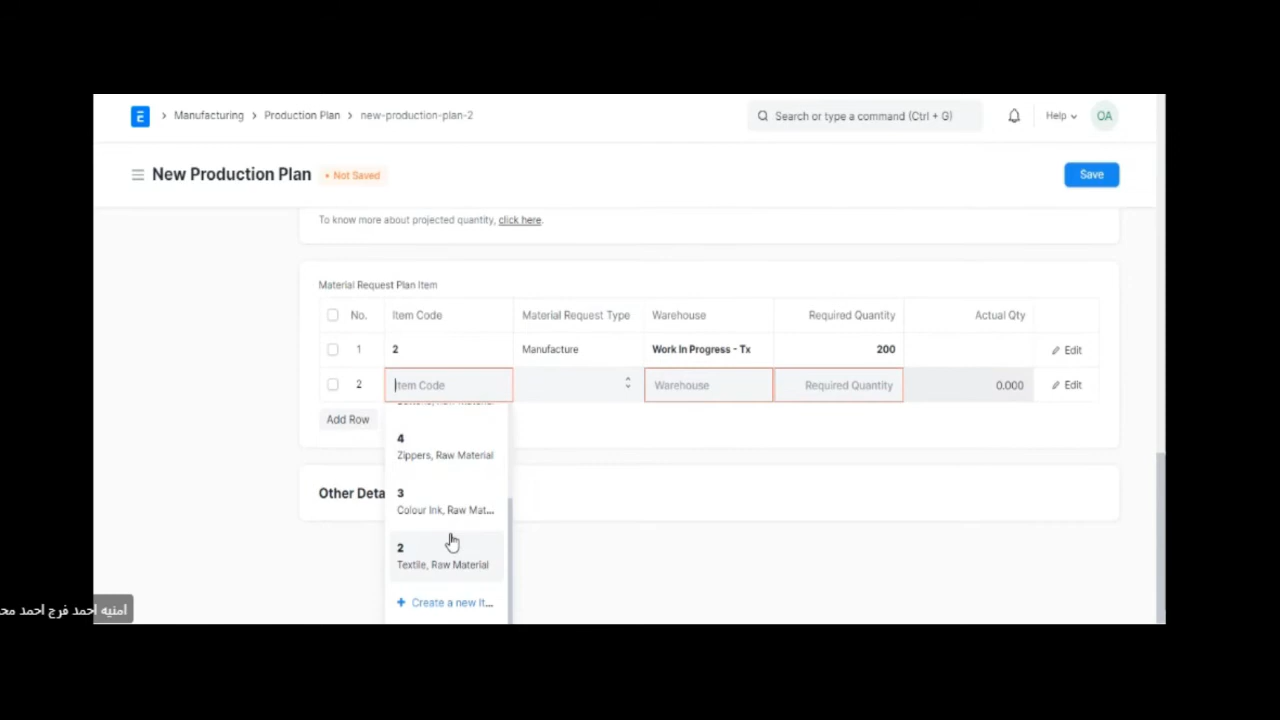 Manufacturing > Production Plan > new-production-plan-2
Search or type a command (Ctrl + G)
Help
OA
New Production Plan
• Not Saved
Save
To know more about projected quantity, click here.
Material Request Plan Item
No. Item Code Material Request Type Warehouse Required Quantity Actual Qty
1 2 Manufacture Work In Progress - Tx 200 Edit
2 Item Code Warehouse Required Quantity 0.000 Edit
Add Row
4
Zippers, Raw Material
3
Colour Ink, Raw Mat...
Other Deta
2
Textile, Raw Material
+ Create a new It...
امنيه احمد فرج احمد مح